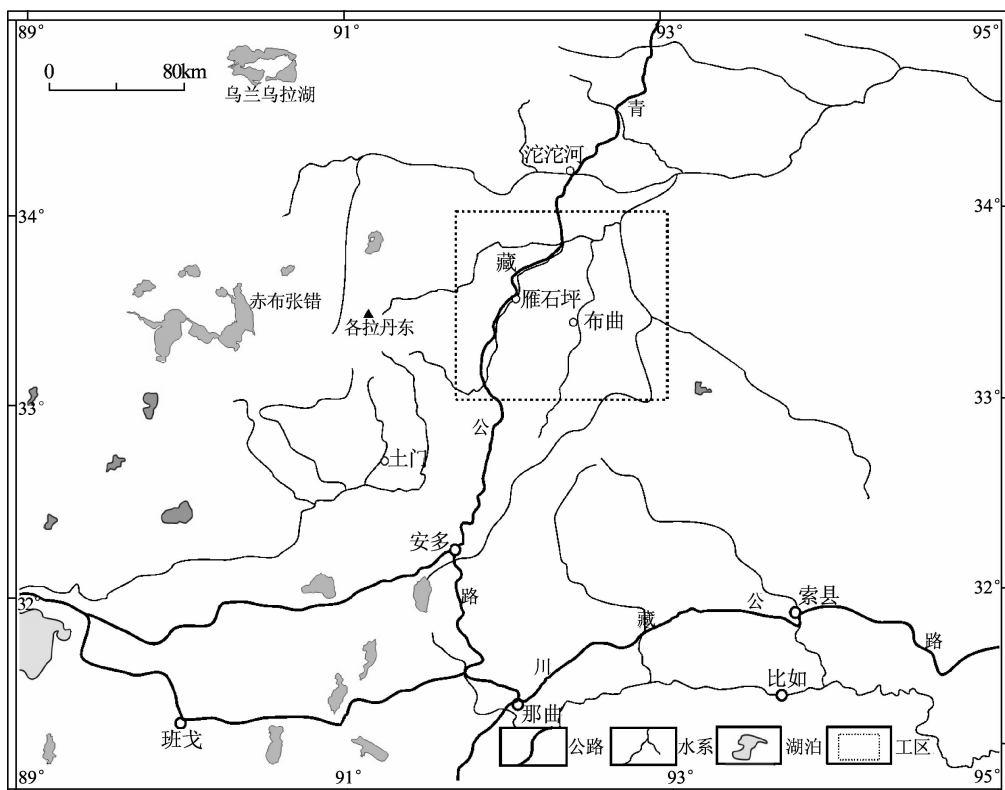 89° 91° 93° 95°
0 80km
乌兰乌拉湖
青
沱沱河
34° 34°
藏
赤布张错
雁石坪
各拉丹东
布曲
33° 33°
公
土门
安多
32° 32°
路
索县
公
藏
路
川
比如
那曲
班戈
公路 水系 湖泊 工区
89° 91° 93° 95°